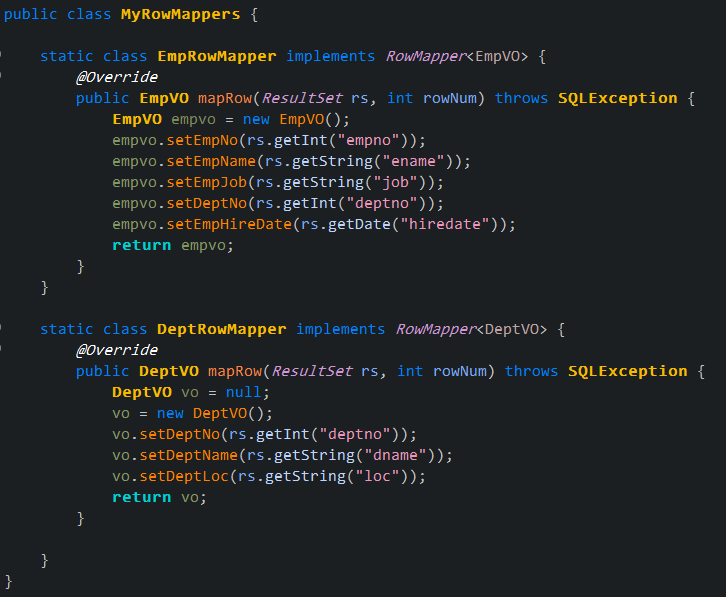 public class MyRowMappers {
static class EmpRowMapper implements RowMapper<EmpVO> {
@Override
public EmpVO mapRow(ResultSet rs, int rowNum) throws SQLException {
EmpVO empvo = new EmpVO();
empvo.setEmpNo(rs.getInt("empno"));
empvo.setEmpName(rs.getString("ename"));
empvo.setEmpJob(rs.getString("job"));
empvo.setDeptNo(rs.getInt("deptno"));
empvo.setEmpHireDate(rs.getDate("hiredate"));
return empvo;
}
}
static class DeptRowMapper implements RowMapper<DeptVO> {
@Override
public DeptVO mapRow(ResultSet rs, int rowNum) throws SQLException {
DeptVO vo = null;
vo = new DeptVO();
vo.setDeptNo(rs.getInt("deptno"));
vo.setDeptName(rs.getString("dname"));
vo.setDeptLoc(rs.getString("loc"));
return vo;
}
}
}